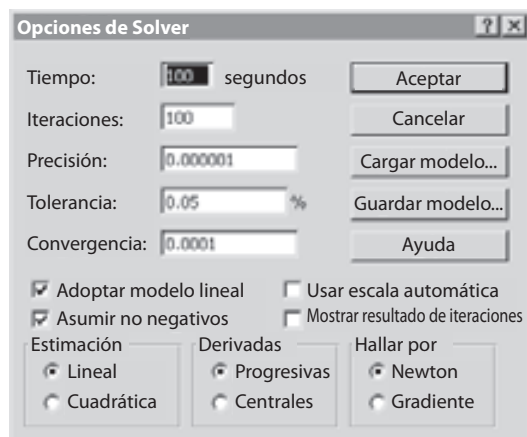 Opciones de Solver
Tiempo: 100 segundos Aceptar
Iteraciones: 100 Cancelar
Precisión: 0.000001 Cargar modelo...
Tolerancia: 0.05 % Guardar modelo...
Convergencia: 0.0001 Ayuda
Adoptar modelo lineal Usar escala automática
Asumir no negativos Mostrar resultado de iteraciones
Estimación Derivadas Hallar por
Lineal Progresivas Newton
Cuadrática Centrales Gradiente